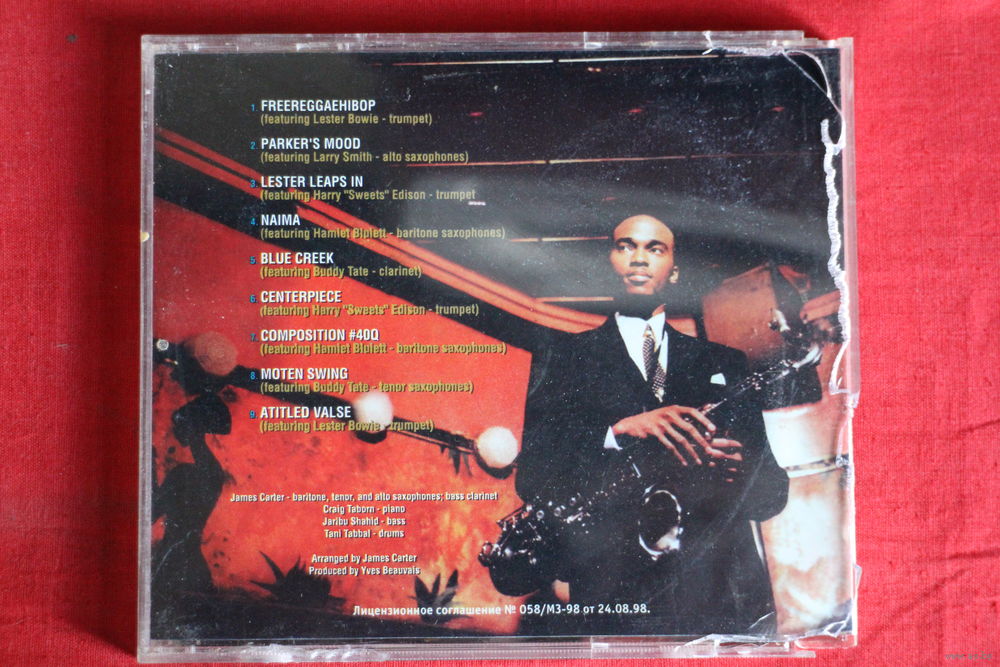 1. FREEREGGAEHIBOP
(featuring Lester Bowie - trumpet)
2. PARKER'S MOOD
(featuring Larry Smith - alto saxophones)
3. LESTER LEAPS IN
(featuring Harry "Sweets" Edison - trumpet
4. NAIMA
(featuring Hamiet Bluiett - baritone saxophones)
5. BLUE CREEK
(featuring Buddy Tate - clarinet)
6. CENTERPIECE
(featuring Harry "Sweets" Edison - trumpet)
7. COMPOSITION #40Q
(featuring Hamiet Bluiett - baritone saxophones)
8. MOTEN SWING
(featuring Buddy Tate - tenor saxophones)
9. ATITLED VALSE
(featuring Lester Bowie - trumpet)
James Carter - baritone, tenor, and alto saxophones; bass clarinet
Craig Taborn - piano
Jaribu Shahid - bass
Tani Tabbal - drums
Arranged by James Carter
Produced by Yves Beauvais
Лицензионное соглашение № 058/МЗ-98 от 24.08.98.